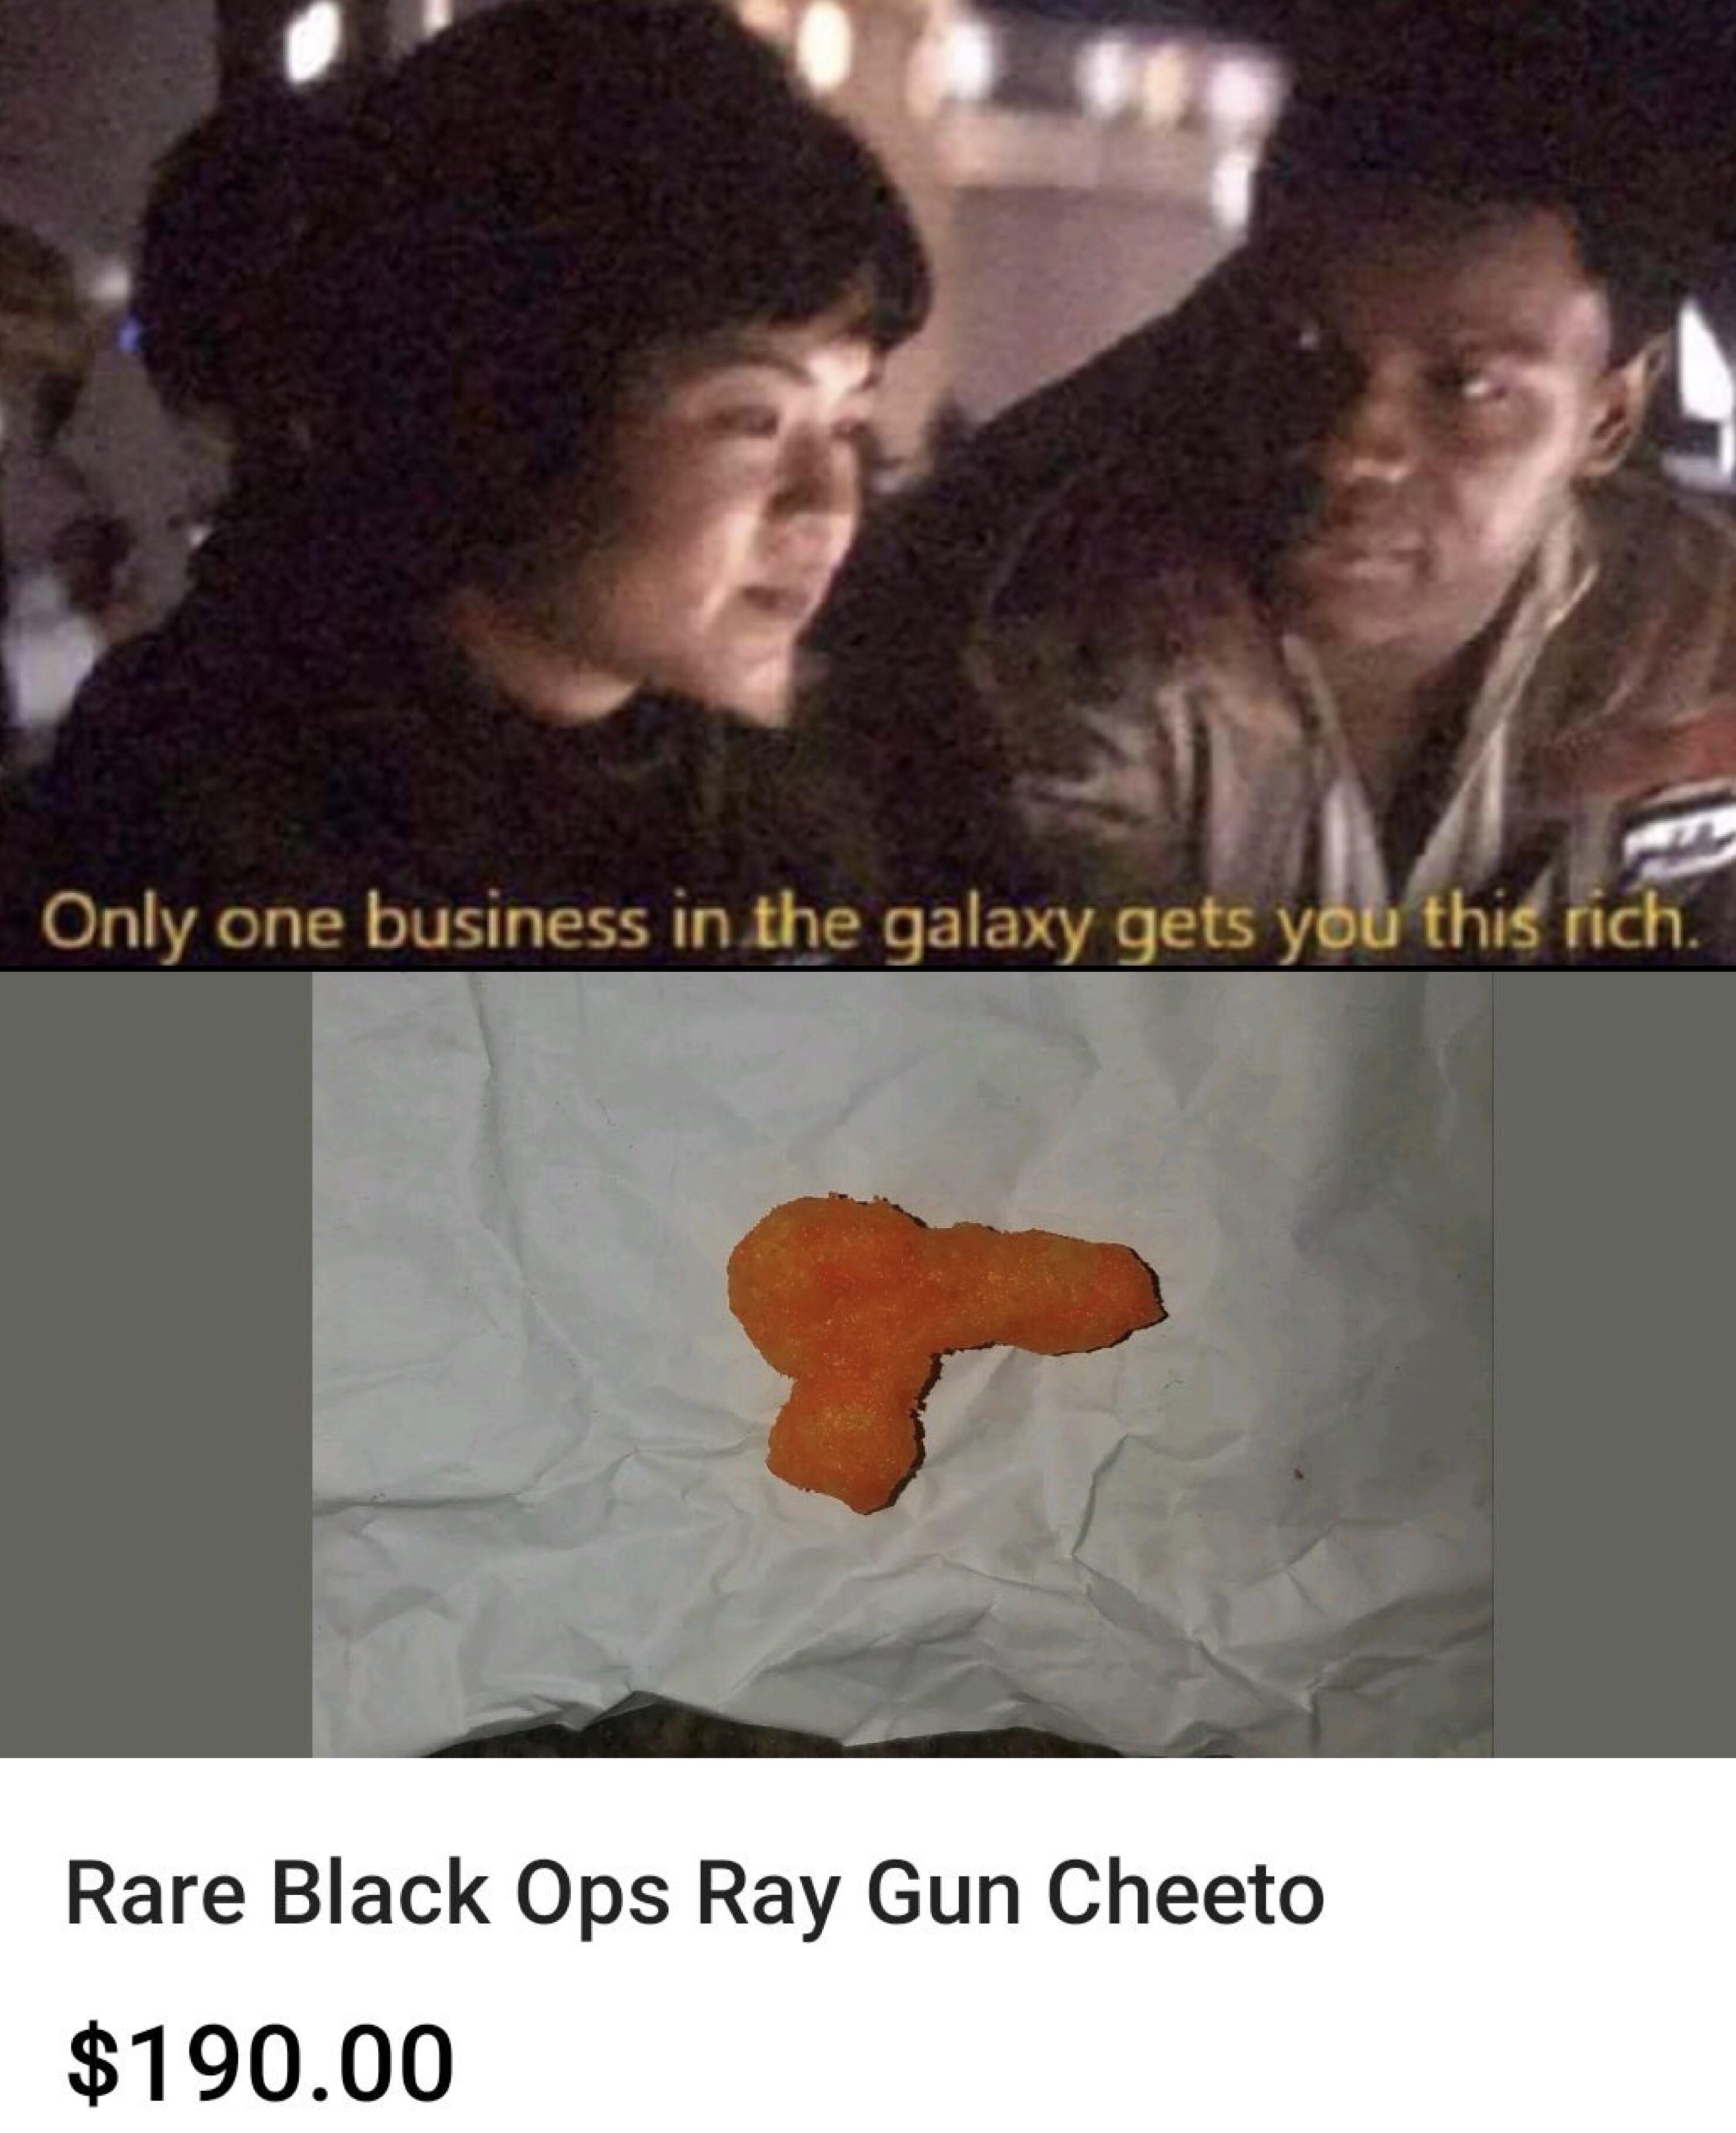 Only one business in the galaxy gets you this rich.
Rare Black Ops Ray Gun Cheeto
$190.00